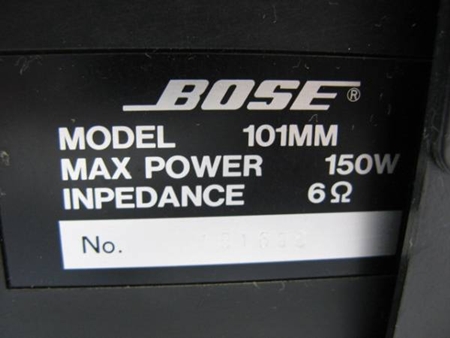 BOSE®
MODEL 101MM
MAX POWER 150W
INPEDANCE 6Ω
No.